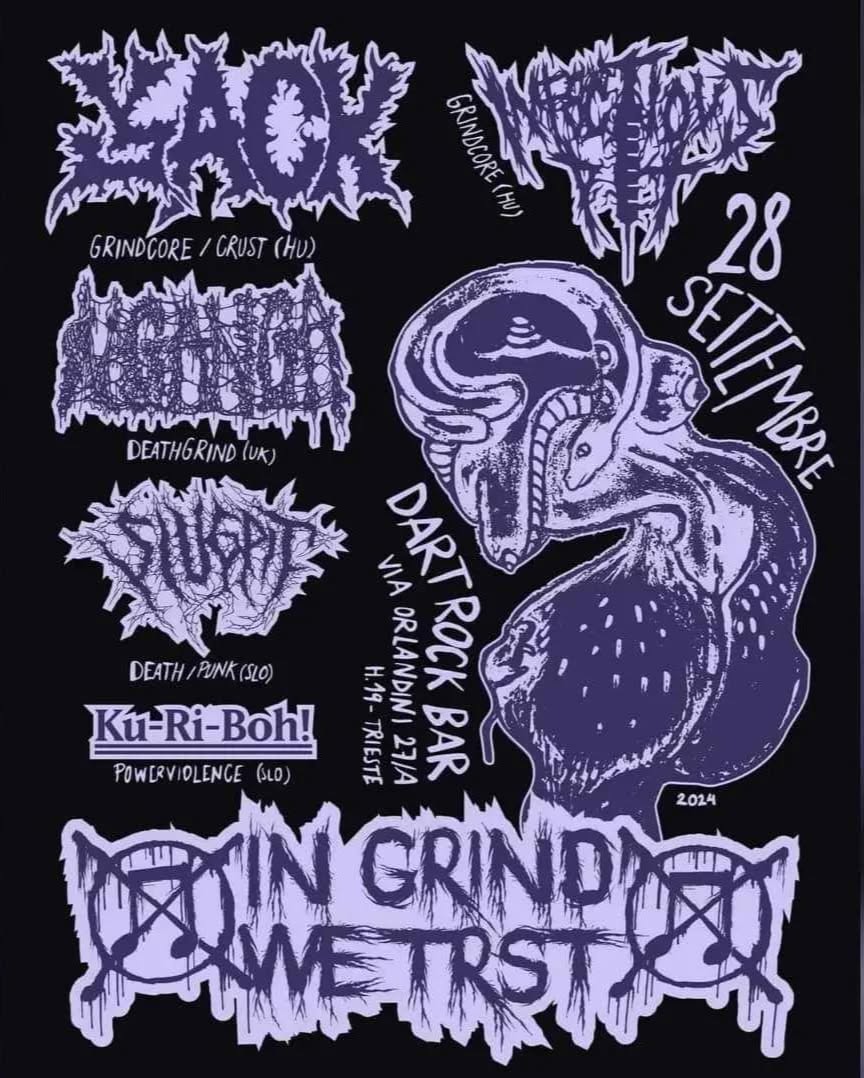 GRINDCORE / CRUST (HU)
GRINDCORE (HU)
28
SETTEMBRE
DEATHGRIND (UK)
SLUGPIT
DEATH / PUNK (SLO)
Ku-Ri-Boh!
POWERVIOLENCE (SLO)
DART ROCK BAR
VIA ORLANDINI 27/A
H.19 - TRIESTE
2024
IN GRIND
WE TRST